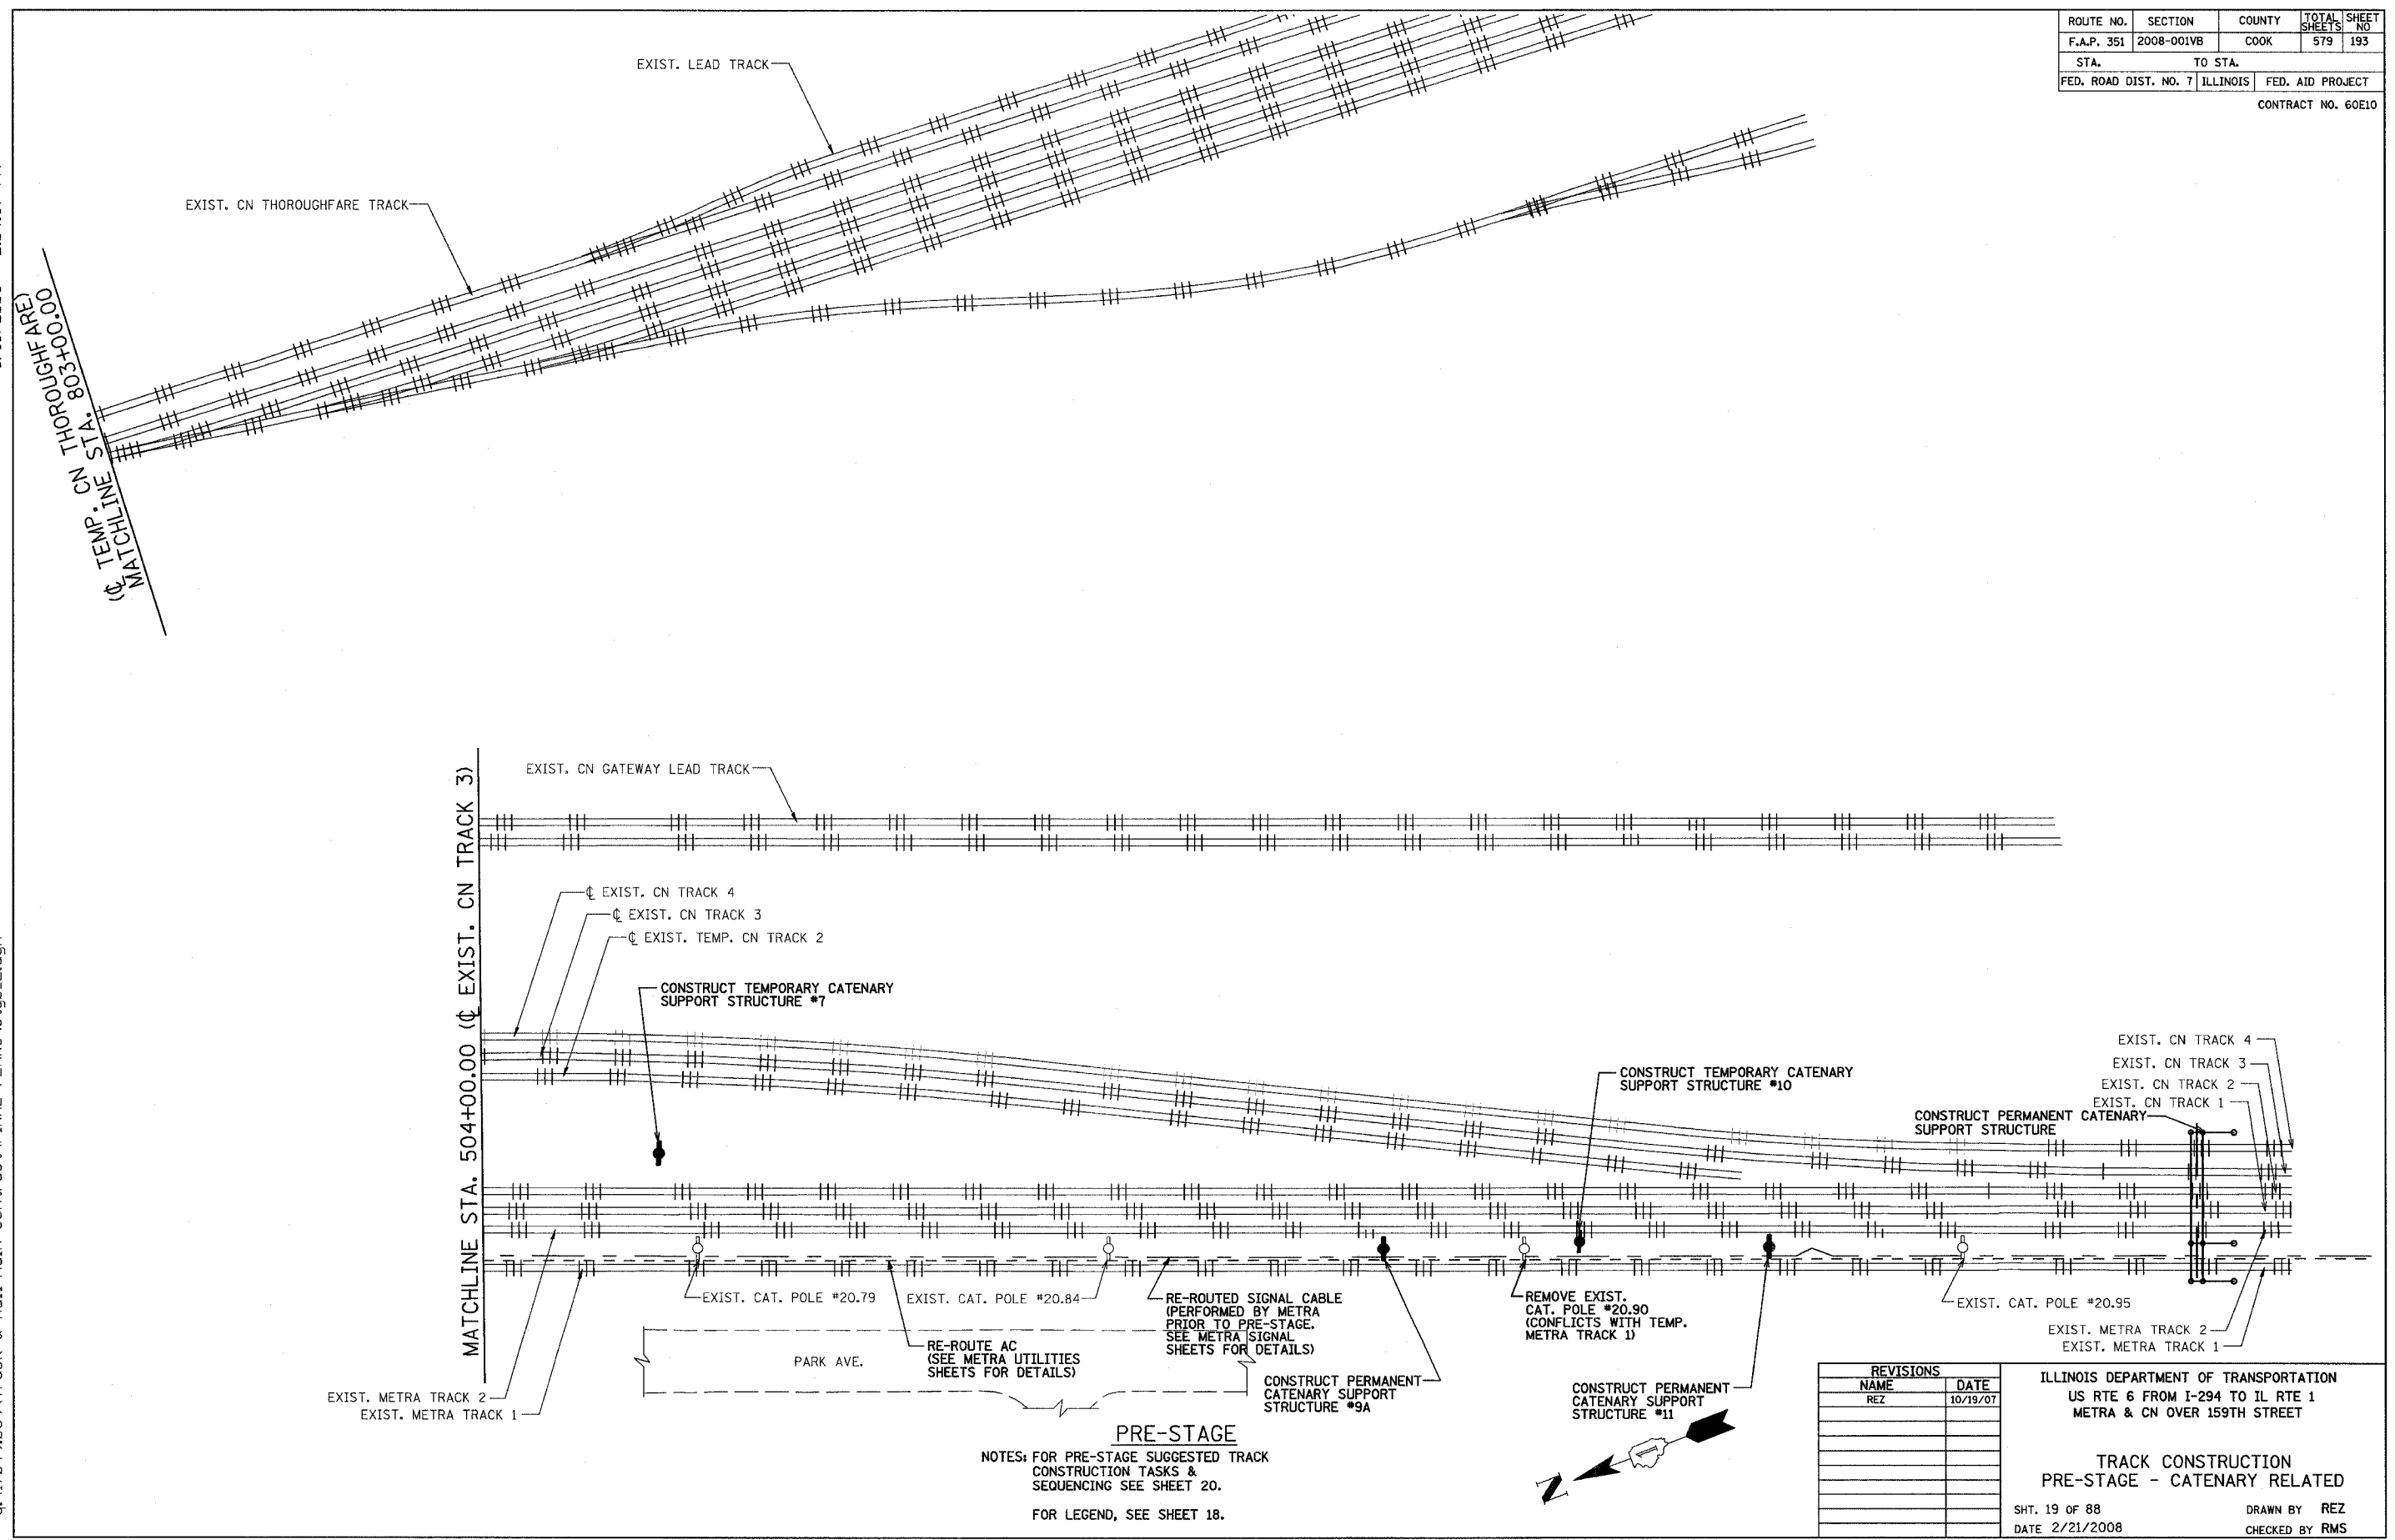 ROUTE NO. SECTION COUNTY TOTAL SHEETS SHEET NO
F.A.P. 351 2008-001VB COOK 579 193
STA. TO STA.
FED. ROAD DIST. NO. 7 ILLINOIS FED. AID PROJECT
CONTRACT NO. 60E10
EXIST. LEAD TRACK
EXIST. CN THOROUGHFARE TRACK
(℄ TEMP. CN THOROUGHFARE)
MATCHLINE STA. 803+00.00
MATCHLINE STA. 504+00.00 (℄ EXIST. CN TRACK 3)
EXIST. CN GATEWAY LEAD TRACK
℄ EXIST. CN TRACK 4
℄ EXIST. CN TRACK 3
℄ EXIST. TEMP. CN TRACK 2
CONSTRUCT TEMPORARY CATENARY
SUPPORT STRUCTURE #7
CONSTRUCT TEMPORARY CATENARY
SUPPORT STRUCTURE #10
EXIST. CN TRACK 4
EXIST. CN TRACK 3
EXIST. CN TRACK 2
EXIST. CN TRACK 1
CONSTRUCT PERMANENT CATENARY
SUPPORT STRUCTURE
EXIST. CAT. POLE #20.79
EXIST. CAT. POLE #20.84
RE-ROUTED SIGNAL CABLE
(PERFORMED BY METRA
PRIOR TO PRE-STAGE.
SEE METRA SIGNAL
SHEETS FOR DETAILS)
REMOVE EXIST.
CAT. POLE #20.90
(CONFLICTS WITH TEMP.
METRA TRACK 1)
EXIST. CAT. POLE #20.95
EXIST. METRA TRACK 2
EXIST. METRA TRACK 1
PARK AVE.
RE-ROUTE AC
(SEE METRA UTILITIES
SHEETS FOR DETAILS)
CONSTRUCT PERMANENT
CATENARY SUPPORT
STRUCTURE #9A
CONSTRUCT PERMANENT
CATENARY SUPPORT
STRUCTURE #11
EXIST. METRA TRACK 2
EXIST. METRA TRACK 1
PRE-STAGE
NOTES: FOR PRE-STAGE SUGGESTED TRACK
CONSTRUCTION TASKS &
SEQUENCING SEE SHEET 20.
FOR LEGEND, SEE SHEET 18.
N
REVISIONS
NAME DATE
REZ 10/19/07
ILLINOIS DEPARTMENT OF TRANSPORTATION
US RTE 6 FROM I-294 TO IL RTE 1
METRA & CN OVER 159TH STREET
TRACK CONSTRUCTION
PRE-STAGE - CATENARY RELATED
SHT. 19 OF 88 DRAWN BY REZ
DATE 2/21/2008 CHECKED BY RMS